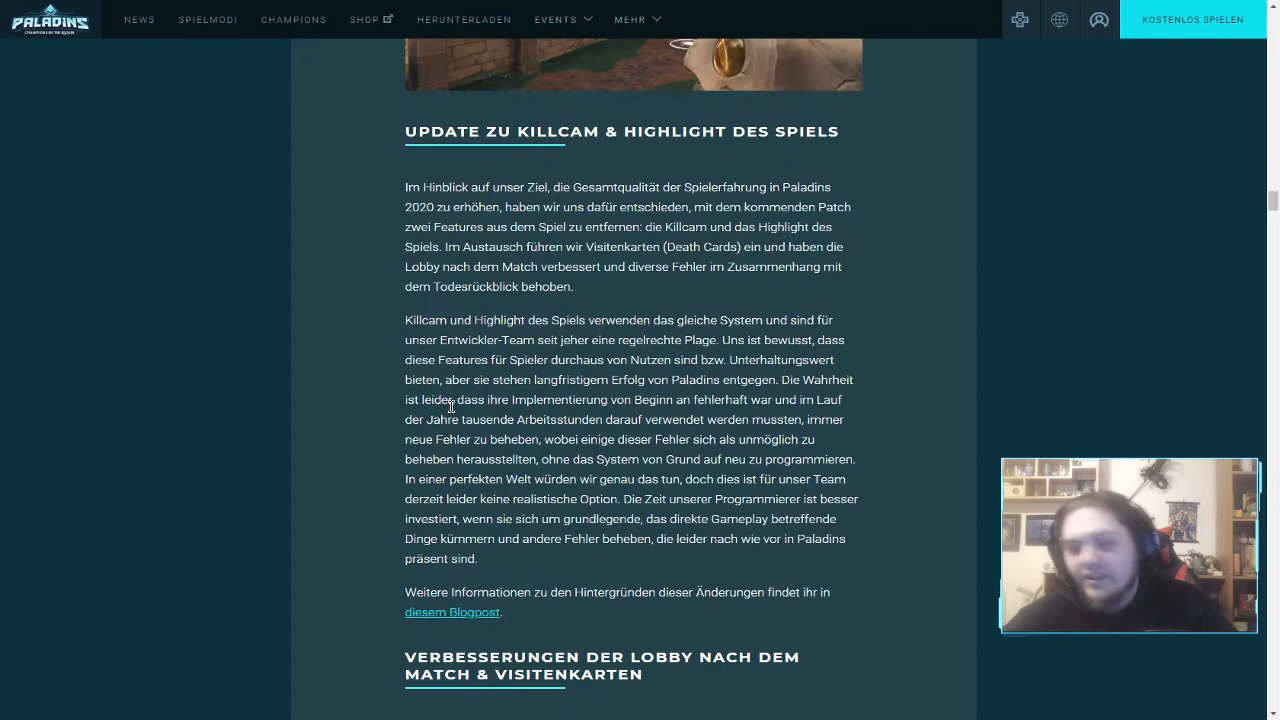 PALADINS
CHAMPIONS OF THE REALM
NEWS SPIELMODI CHAMPIONS SHOP HERUNTERLADEN EVENTS MEHR KOSTENLOS SPIELEN
UPDATE ZU KILLCAM & HIGHLIGHT DES SPIELS
Im Hinblick auf unser Ziel, die Gesamtqualität der Spielerfahrung in Paladins
2020 zu erhöhen, haben wir uns dafür entschieden, mit dem kommenden Patch
zwei Features aus dem Spiel zu entfernen: die Killcam und das Highlight des
Spiels. Im Austausch führen wir Visitenkarten (Death Cards) ein und haben die
Lobby nach dem Match verbessert und diverse Fehler im Zusammenhang mit
dem Todesrückblick behoben.
Killcam und Highlight des Spiels verwenden das gleiche System und sind für
unser Entwickler-Team seit jeher eine regelrechte Plage. Uns ist bewusst, dass
diese Features für Spieler durchaus von Nutzen sind bzw. Unterhaltungswert
bieten, aber sie stehen langfristigem Erfolg von Paladins entgegen. Die Wahrheit
ist leider, dass ihre Implementierung von Beginn an fehlerhaft war und im Lauf
der Jahre tausende Arbeitsstunden darauf verwendet werden mussten, immer
neue Fehler zu beheben, wobei einige dieser Fehler sich als unmöglich zu
beheben herausstellten, ohne das System von Grund auf neu zu programmieren.
In einer perfekten Welt würden wir genau das tun, doch dies ist für unser Team
derzeit leider keine realistische Option. Die Zeit unserer Programmierer ist besser
investiert, wenn sie sich um grundlegende, das direkte Gameplay betreffende
Dinge kümmern und andere Fehler beheben, die leider nach wie vor in Paladins
präsent sind.
Weitere Informationen zu den Hintergründen dieser Änderungen findet ihr in
diesem Blogpost.
VERBESSERUNGEN DER LOBBY NACH DEM
MATCH & VISITENKARTEN